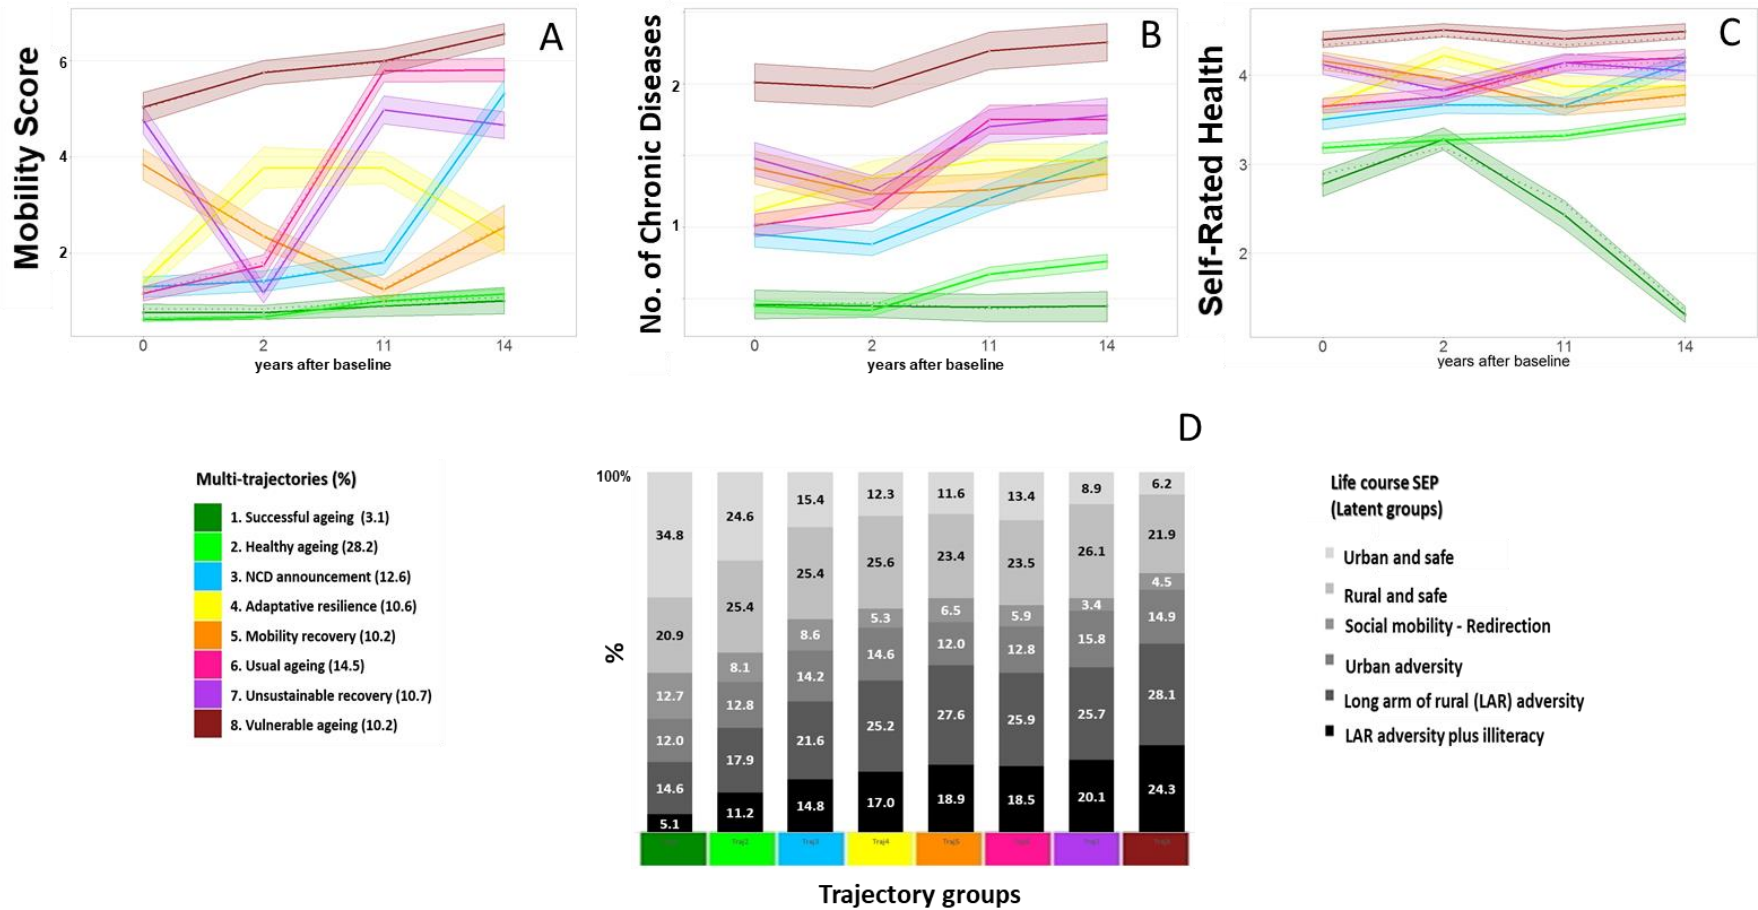 A
B
C
Mobility Score
6
4
2
0 2 11 14
years after baseline
No. of Chronic Diseases
2
1
0 2 11 14
years after baseline
Self-Rated Health
4
3
2
0 2 11 14
years after baseline
D
Multi-trajectories (%)
1. Successful ageing (3.1)
2. Healthy ageing (28.2)
3. NCD announcement (12.6)
4. Adaptative resilience (10.6)
5. Mobility recovery (10.2)
6. Usual ageing (14.5)
7. Unsustainable recovery (10.7)
8. Vulnerable ageing (10.2)
100%
%
34.8
20.9
12.7
12.0
14.6
5.1
24.6
25.4
8.1
12.8
17.9
11.2
15.4
25.4
8.6
14.2
21.6
14.8
12.3
25.6
5.3
14.6
25.2
17.0
11.6
23.4
6.5
12.0
27.6
18.9
13.4
23.5
5.9
12.8
25.9
18.5
8.9
26.1
3.4
15.8
25.7
20.1
6.2
21.9
4.5
14.9
28.1
24.3
Traj2 Traj3 Traj4 Traj5
Trajectory groups
Life course SEP
(Latent groups)
Urban and safe
Rural and safe
Social mobility - Redirection
Urban adversity
Long arm of rural (LAR) adversity
LAR adversity plus illiteracy